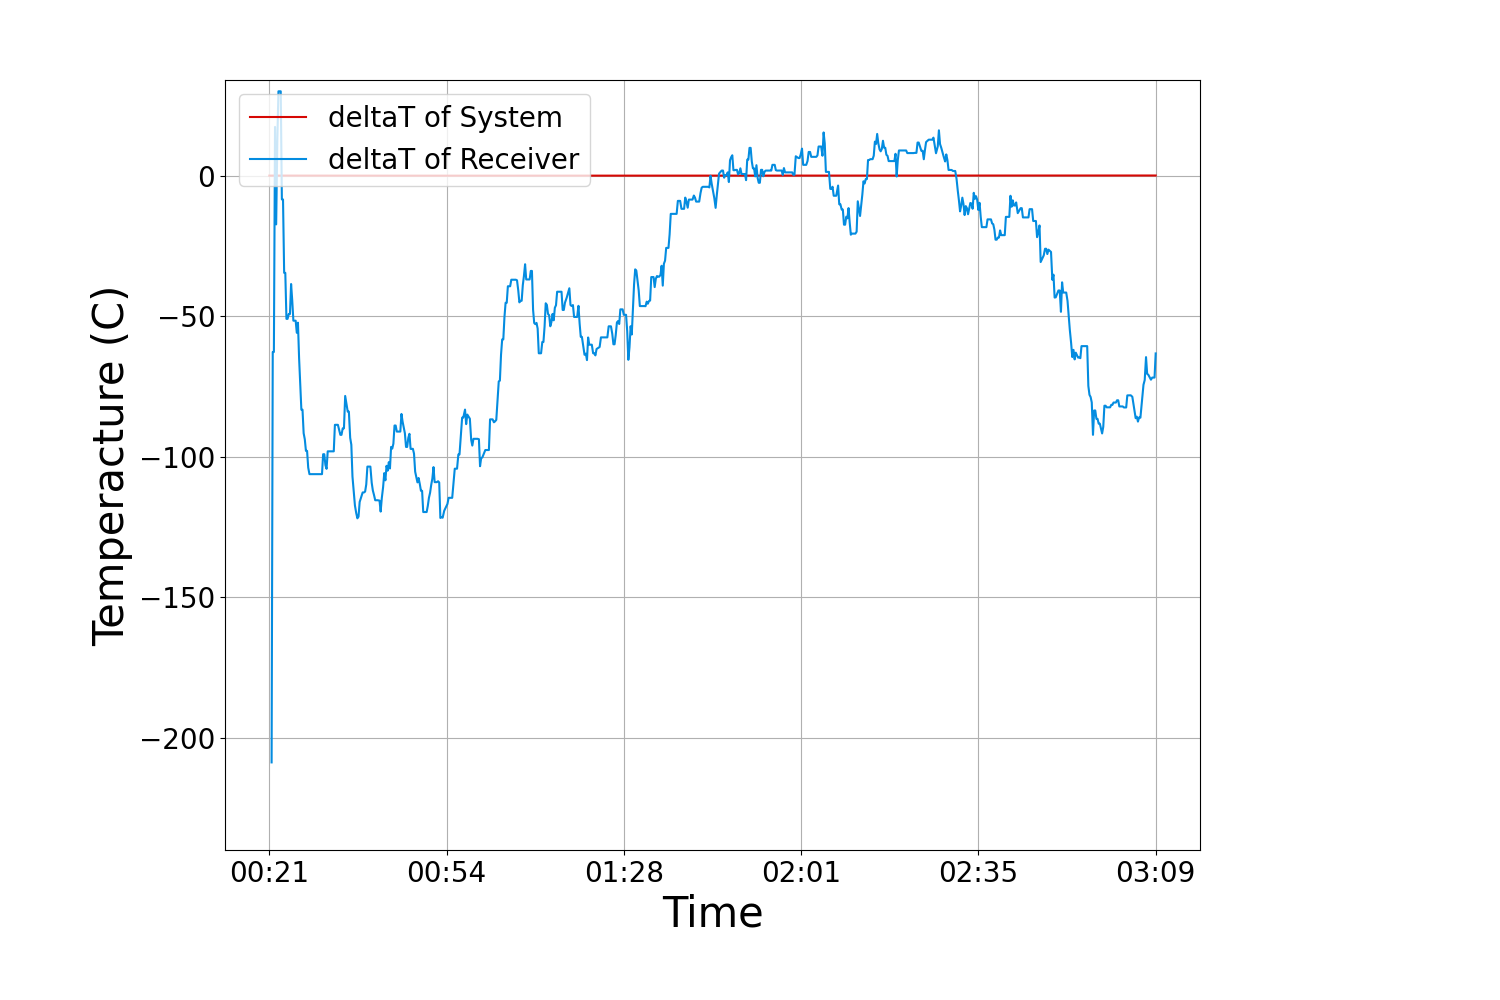 deltaT of System
deltaT of Receiver
0
−50
−100
−150
−200
Temperacture (C)
00:21 00:54 01:28 02:01 02:35 03:09
Time